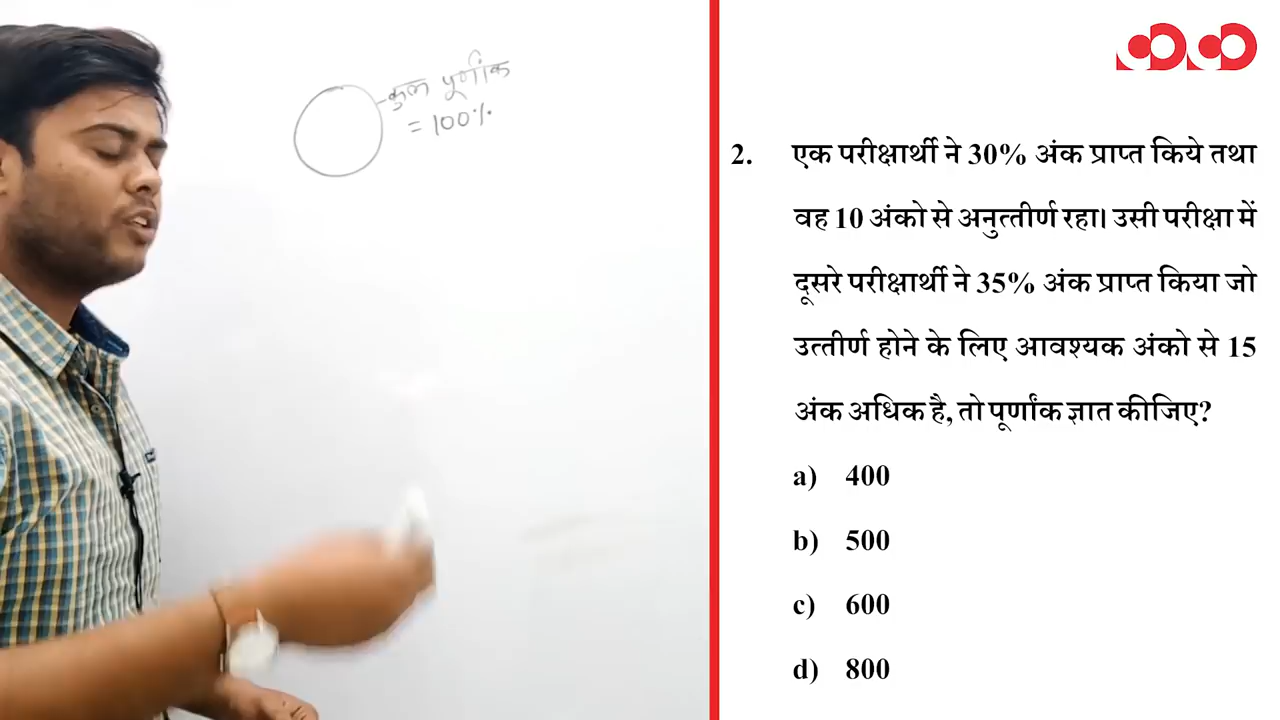 कुल पूर्णांक
= 100%
2. एक परीक्षार्थी ने 30% अंक प्राप्त किये तथा
वह 10 अंको से अनुत्तीर्ण रहा। उसी परीक्षा में
दूसरे परीक्षार्थी ने 35% अंक प्राप्त किया जो
उत्तीर्ण होने के लिए आवश्यक अंको से 15
अंक अधिक है, तो पूर्णांक ज्ञात कीजिए?
a) 400
b) 500
c) 600
d) 800